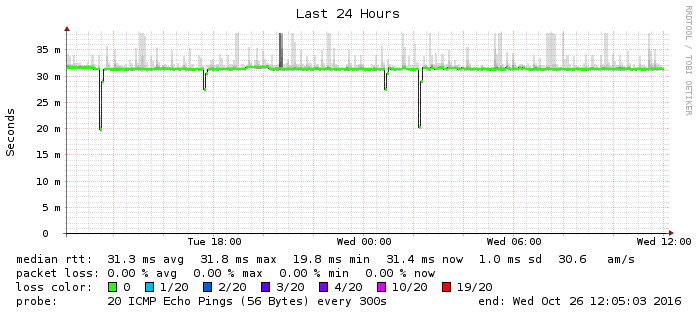 Last 24 Hours
RRDTOOL / TOBI OETIKER
Seconds
35 m
30 m
25 m
20 m
15 m
10 m
5 m
0
Tue 18:00 Wed 00:00 Wed 06:00 Wed 12:00
median rtt: 31.3 ms avg 31.8 ms max 19.8 ms min 31.4 ms now 1.0 ms sd 30.6 am/s
packet loss: 0.00 % avg 0.00 % max 0.00 % min 0.00 % now
loss color: 0 1/20 2/20 3/20 4/20 10/20 19/20
probe: 20 ICMP Echo Pings (56 Bytes) every 300s end: Wed Oct 26 12:05:03 2016